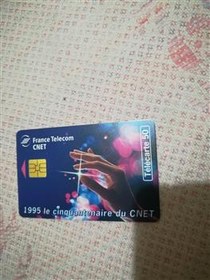 France Telecom
CNET
Télécarte 50
1995 le cinquantenaire du CNET